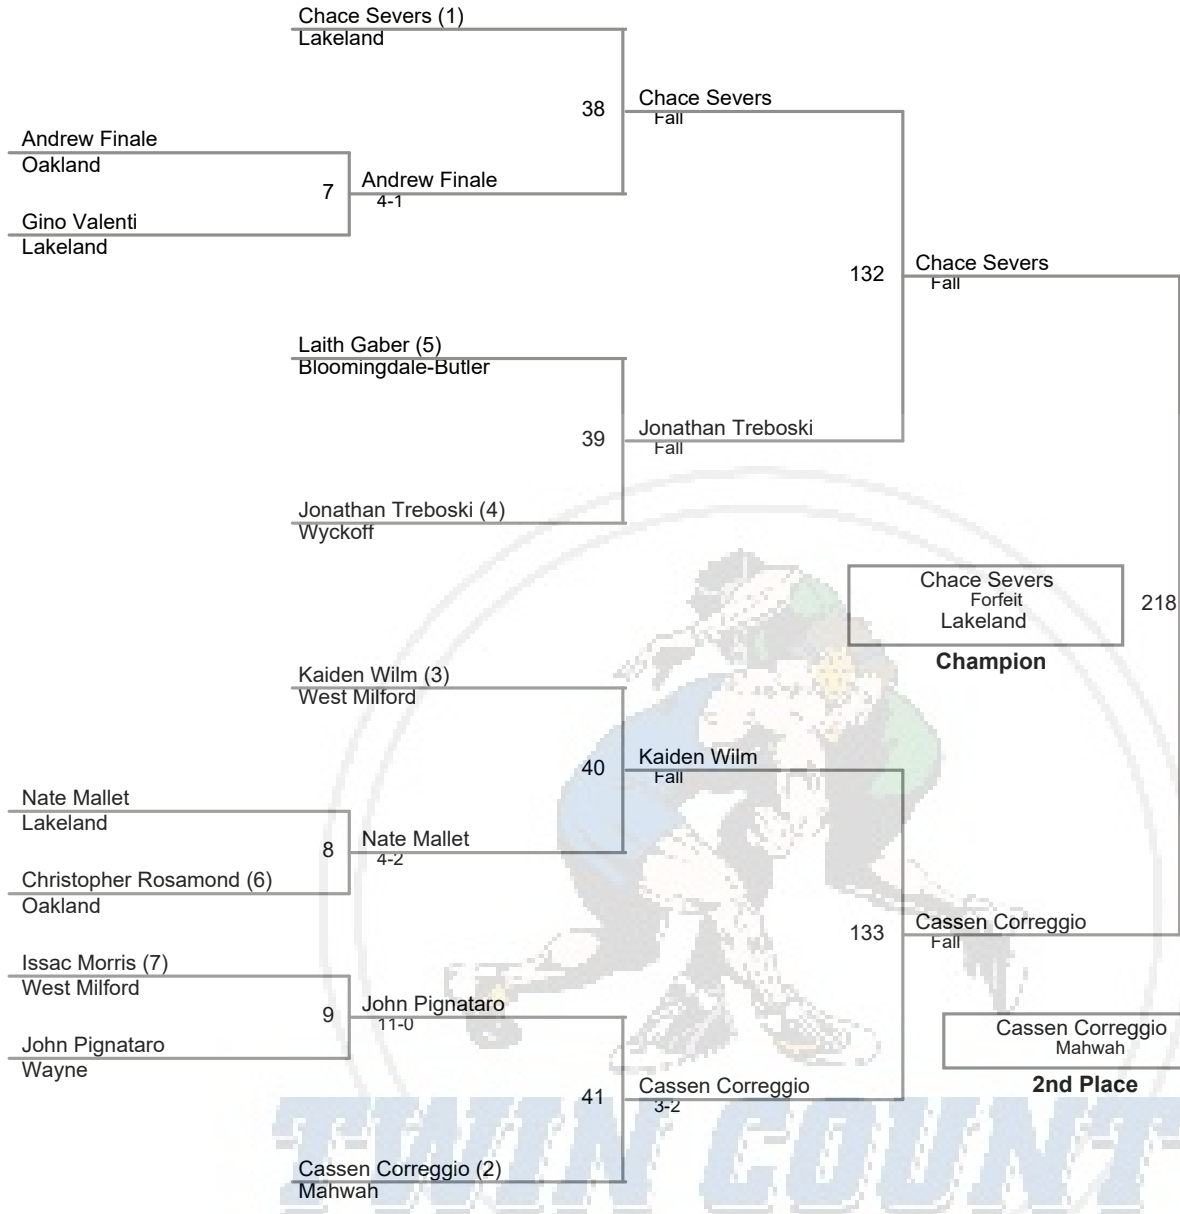 Chace Severs (1)
Lakeland
38
Chace Severs
Fall
Andrew Finale
Oakland
7
Andrew Finale
4-1
Gino Valenti
Lakeland
132
Chace Severs
Fall
Laith Gaber (5)
Bloomingdale-Butler
39
Jonathan Treboski
Fall
Jonathan Treboski (4)
Wyckoff
Chace Severs
Forfeit
Lakeland
218
Champion
Kaiden Wilm (3)
West Milford
40
Kaiden Wilm
Fall
Nate Mallet
Lakeland
8
Nate Mallet
4-2
Christopher Rosamond (6)
Oakland
133
Cassen Correggio
Fall
Issac Morris (7)
West Milford
9
John Pignataro
11-0
John Pignataro
Wayne
Cassen Correggio
Mahwah
2nd Place
41
Cassen Correggio
3-2
Cassen Correggio (2)
Mahwah
TWIN COUNT